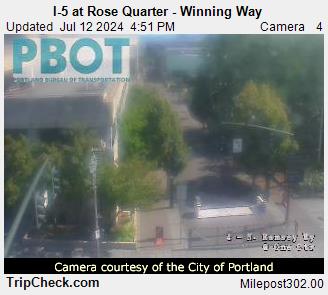 I-5 at Rose Quarter - Winning Way
Updated Jul 12 2024 4:51 PM Camera 4
PBOT
PORTLAND BUREAU OF TRANSPORTATION
Camera courtesy of the City of Portland
TripCheck.com Milepost302.00